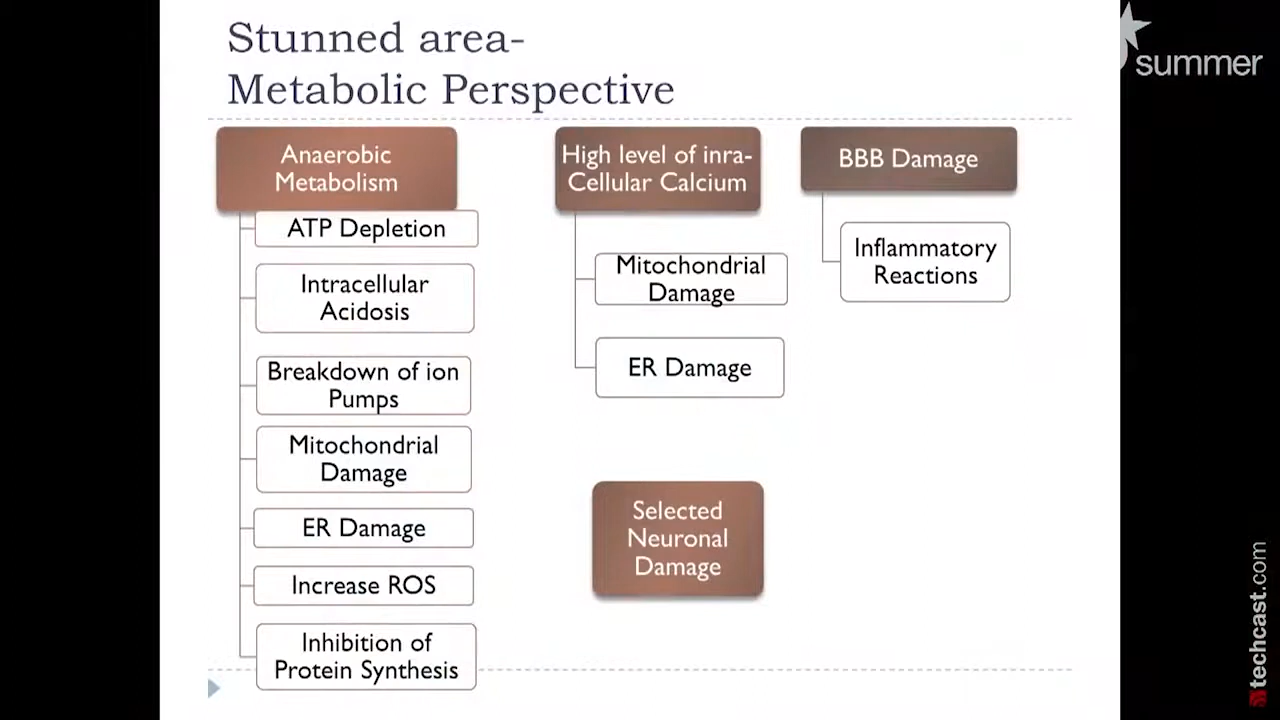 Stunned area-
Metabolic Perspective
summer
Anaerobic
Metabolism
ATP Depletion
Intracellular
Acidosis
Breakdown of ion
Pumps
Mitochondrial
Damage
ER Damage
Increase ROS
Inhibition of
Protein Synthesis
High level of inra-
Cellular Calcium
Mitochondrial
Damage
ER Damage
Selected
Neuronal
Damage
BBB Damage
Inflammatory
Reactions
techcast.com